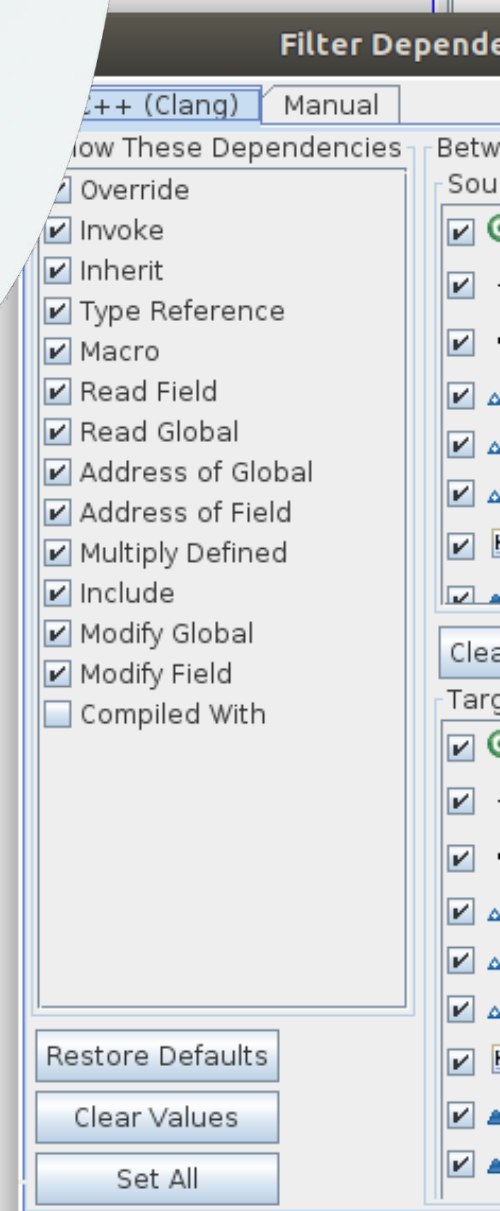 Filter Depende
C++ (Clang)
Manual
how These Dependencies
Betw
Sou
Override
Invoke
Inherit
Type Reference
Macro
Read Field
Read Global
Address of Global
Address of Field
Multiply Defined
Include
Modify Global
Modify Field
Compiled With
Clea
Targ
Restore Defaults
Clear Values
Set All